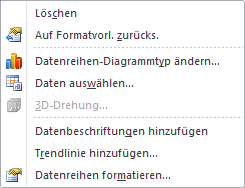 Löschen
Auf Formatvorl. zurücks.
Datenreihen-Diagrammtyp ändern...
Daten auswählen...
3D-Drehung...
Datenbeschriftungen hinzufügen
Trendlinie hinzufügen...
Datenreihen formatieren...